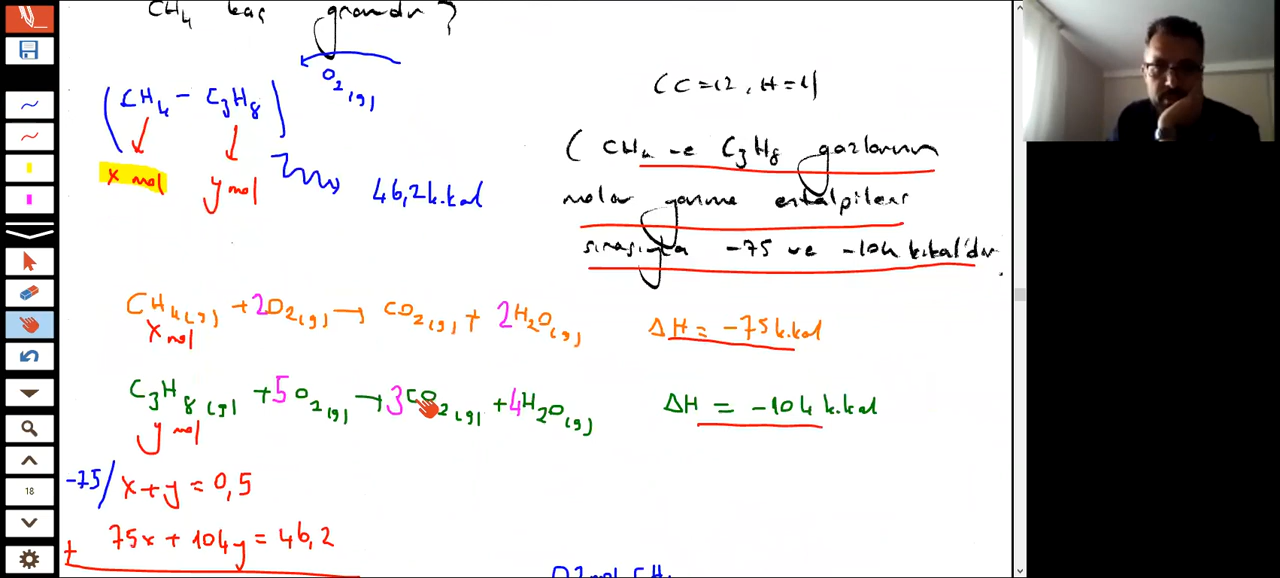 CH4 kaç gramdır?
O2(g)
(CH4 - C3H8)
x mol
y mol
46,2 k.kal
(C=12, H=1)
(CH4 ve C3H8 gazlarının
molar yanma entalpileri
sırasıyla -75 ve -104 k.kal'dir.
CH4(g) + 2O2(g) → CO2(g) + 2H2O(g) ΔH = -75 k.kal
x mol
C3H8(g) + 5O2(g) → 3CO2(g) + 4H2O(g) ΔH = -104 k.kal
y mol
-75/ x+y = 0,5
+ 75x + 104y = 46,2
18